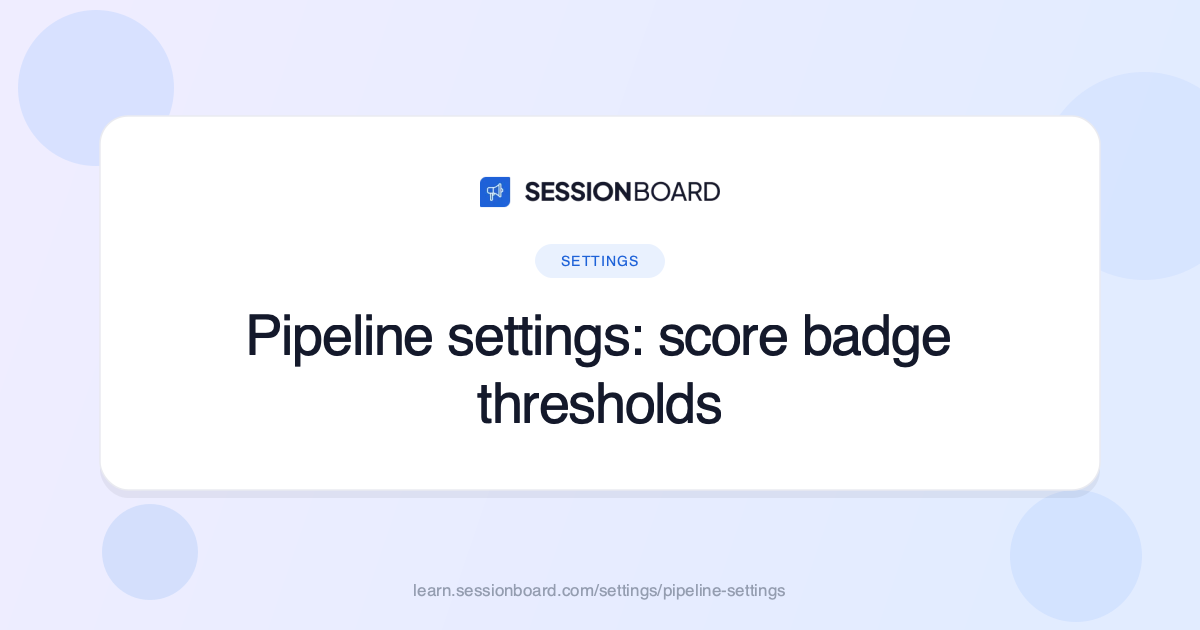 SESSIONBOARD
SETTINGS
Pipeline settings: score badge
thresholds
learn.sessionboard.com/settings/pipeline-settings